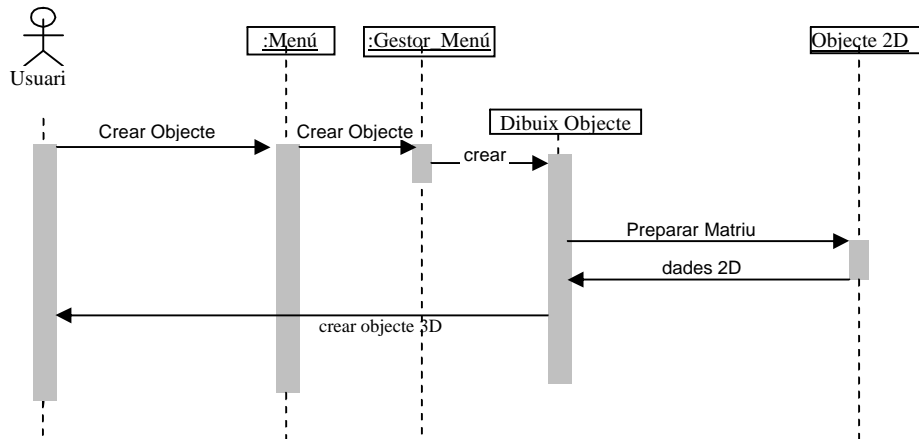 :Menú
:Gestor_Menú
Objecte 2D
Usuari
Dibuix Objecte
Crear Objecte
Crear Objecte
crear
Preparar Matriu
dades 2D
crear objecte 3D